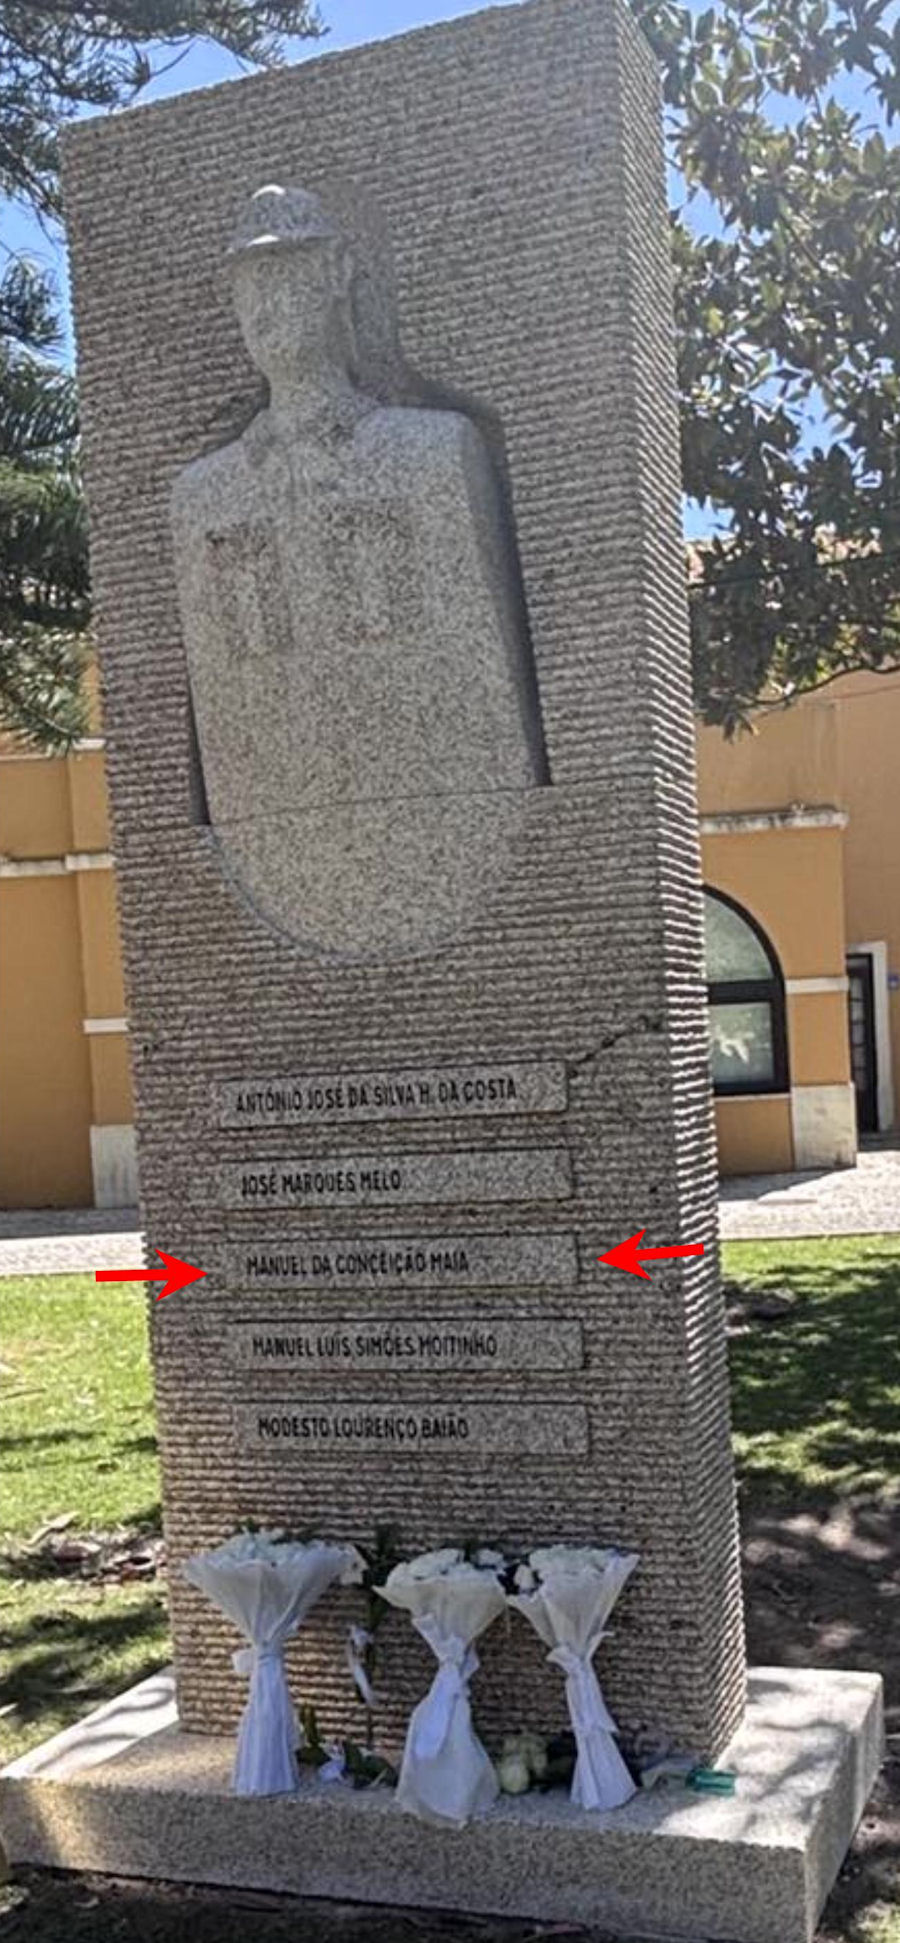 ANTÓNIO JOSÉ DA SILVA H. DA COSTA
JOSÉ MARQUES MELO
MANUEL DA CONCEIÇÃO MAIA
MANUEL LUÍS SIMÕES MOITINHO
MODESTO LOURENÇO BAIÃO